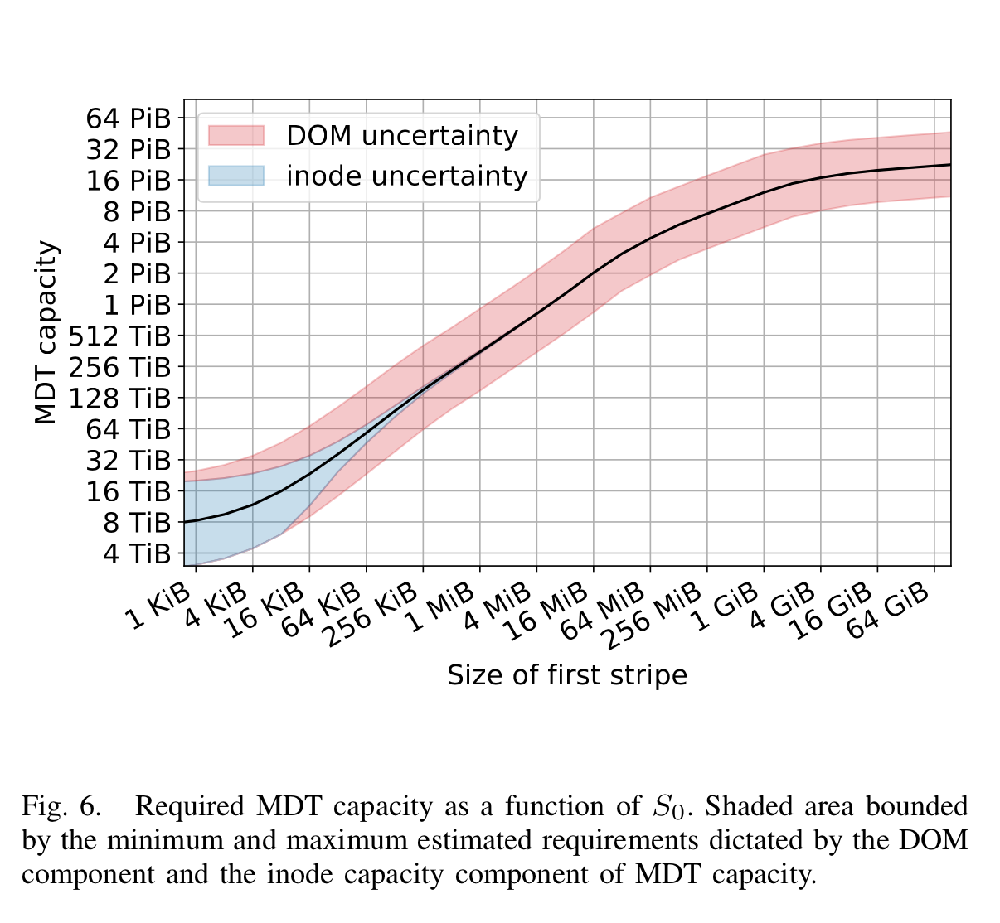 64 PiB
32 PiB
16 PiB
8 PiB
4 PiB
2 PiB
1 PiB
512 TiB
256 TiB
128 TiB
64 TiB
32 TiB
16 TiB
8 TiB
4 TiB
MDT capacity
DOM uncertainty
inode uncertainty
1 KiB
4 KiB
16 KiB
64 KiB
256 KiB
1 MiB
4 MiB
16 MiB
64 MiB
256 MiB
1 GiB
4 GiB
16 GiB
64 GiB
Size of first stripe
Fig. 6. Required MDT capacity as a function of S₀. Shaded area bounded
by the minimum and maximum estimated requirements dictated by the DOM
component and the inode capacity component of MDT capacity.